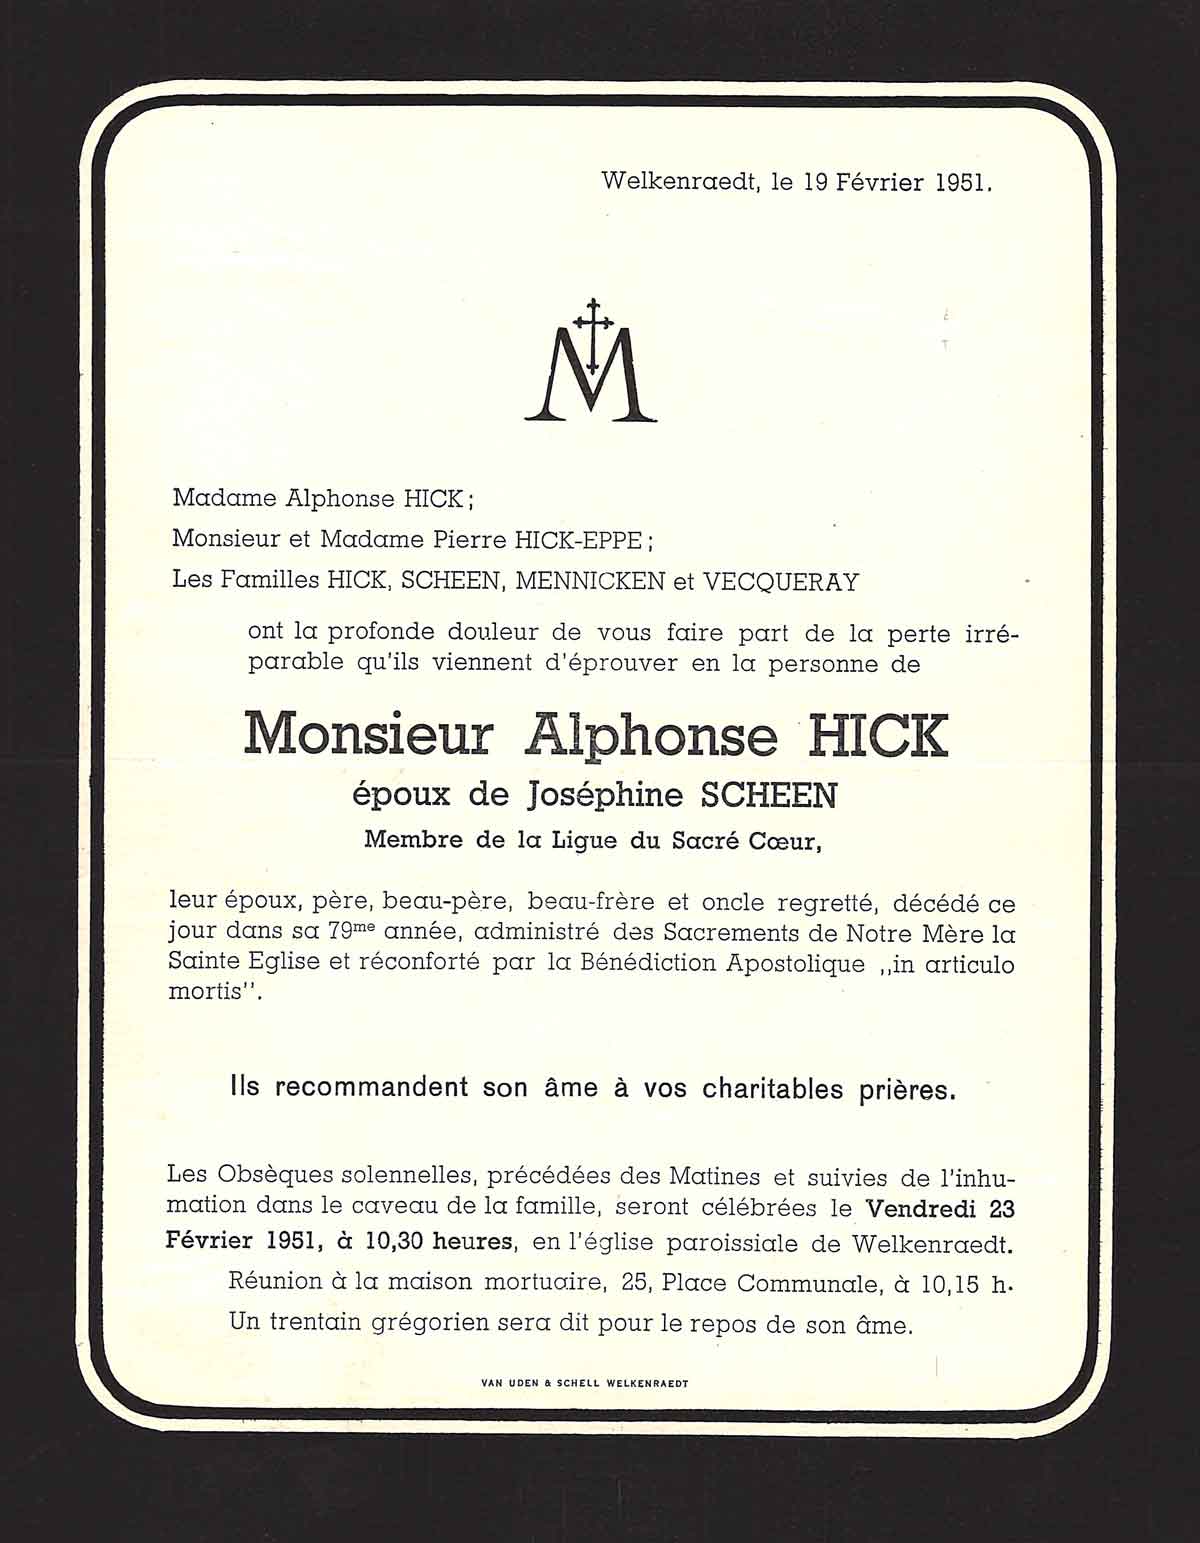 Welkenraedt, le 19 Février 1951.
M
Madame Alphonse HICK;
Monsieur et Madame Pierre HICK-EPPE;
Les Familles HICK, SCHEEN, MENNICKEN et VECQUERAY
ont la profonde douleur de vous faire part de la perte irré-
parable qu'ils viennent d'éprouver en la personne de
Monsieur Alphonse HICK
époux de Joséphine SCHEEN
Membre de la Ligue du Sacré Cœur,
leur époux, père, beau-père, beau-frère et oncle regretté, décédé ce
jour dans sa 79me année, administré des Sacrements de Notre Mère la
Sainte Eglise et réconforté par la Bénédiction Apostolique ,,in articulo
mortis''.
Ils recommandent son âme à vos charitables prières.
Les Obsèques solennelles, précédées des Matines et suivies de l'inhu-
mation dans le caveau de la famille, seront célébrées le Vendredi 23
Février 1951, à 10,30 heures, en l'église paroissiale de Welkenraedt.
Réunion à la maison mortuaire, 25, Place Communale, à 10,15 h.
Un trentain grégorien sera dit pour le repos de son âme.
VAN UDEN & SCHELL WELKENRAEDT